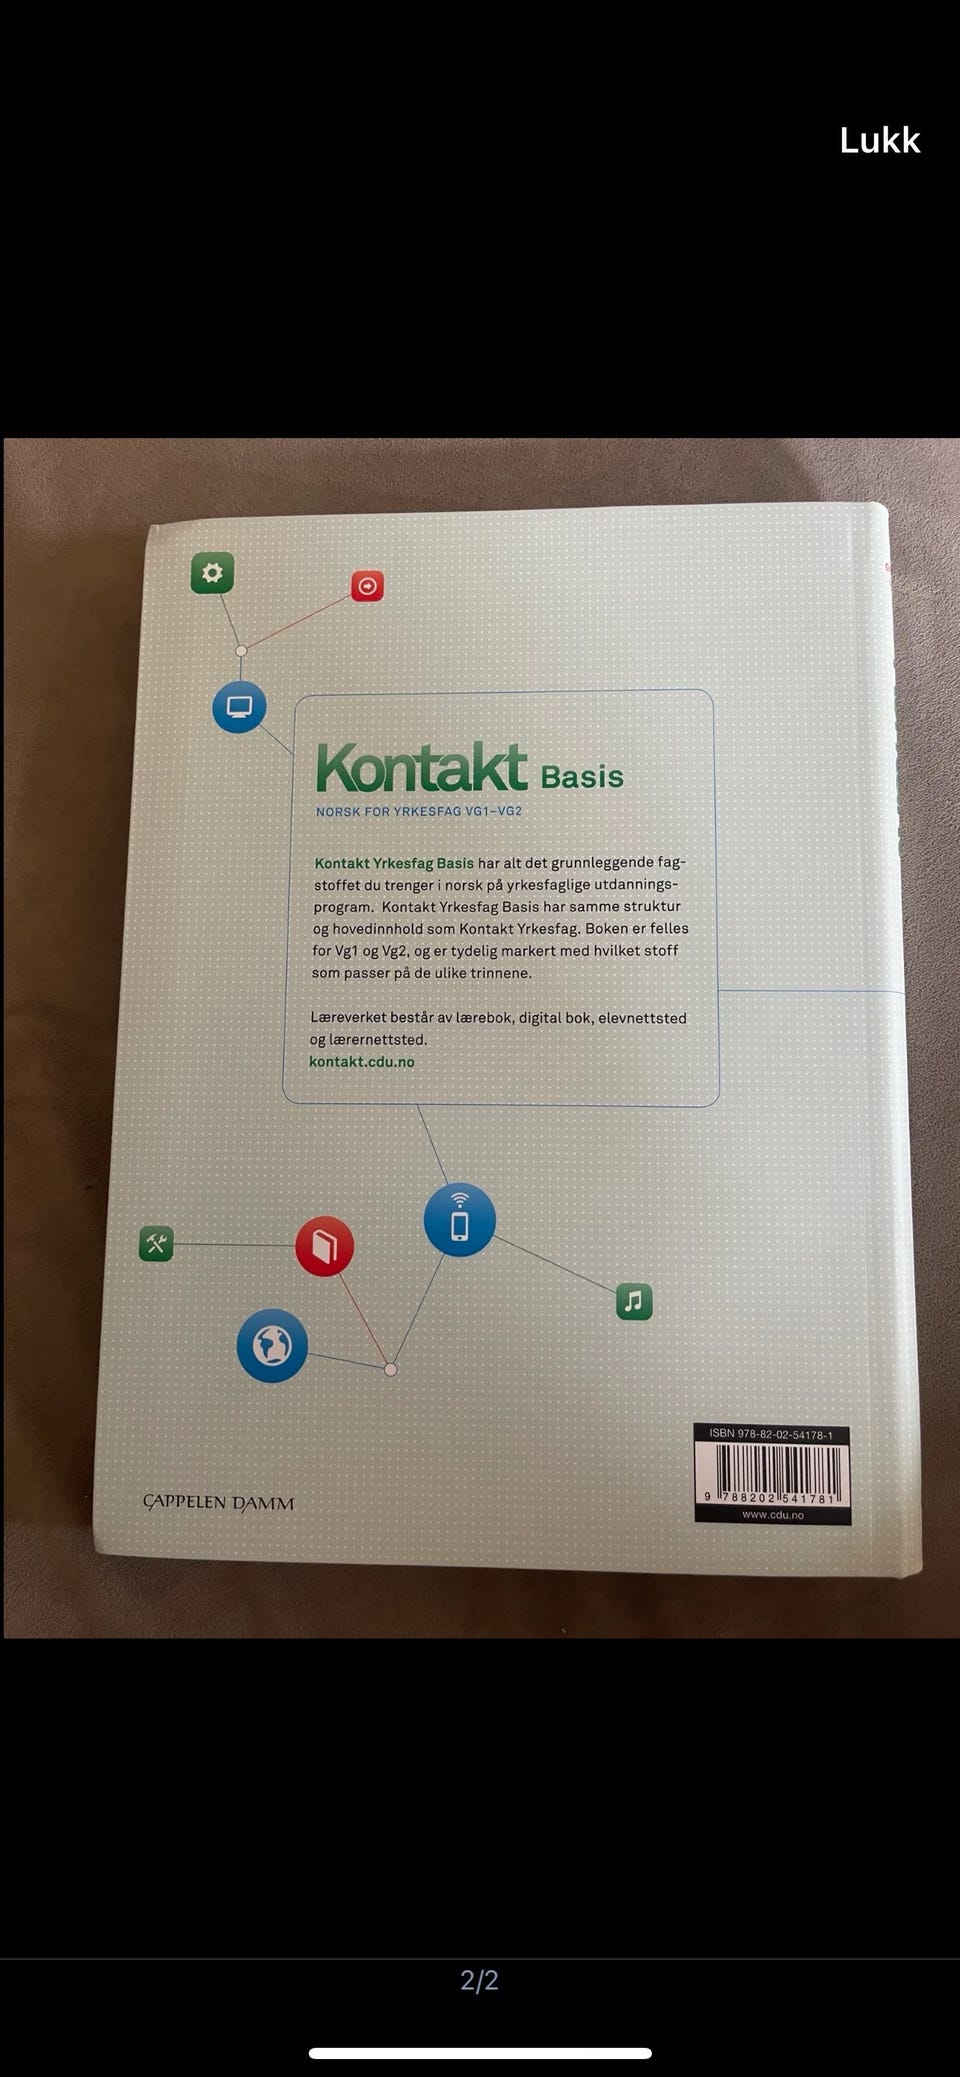 Lukk
Kontakt Basis
NORSK FOR YRKESFAG VG1–VG2
Kontakt Yrkesfag Basis har alt det grunnleggende fag-
stoffet du trenger i norsk på yrkesfaglige utdannings-
program. Kontakt Yrkesfag Basis har samme struktur
og hovedinnhold som Kontakt Yrkesfag. Boken er felles
for Vg1 og Vg2, og er tydelig markert med hvilket stoff
som passer på de ulike trinnene.
Læreverket består av lærebok, digital bok, elevnettsted
og lærernettsted.
kontakt.cdu.no
ISBN 978-82-02-54178-1
9 788202 541781
www.cdu.no
CAPPELEN DAMM
2/2